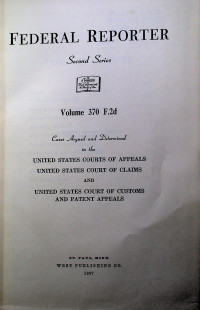 FEDERAL REPORTER
Second Series
Volume 370 F.2d
Cases Argued and Determined
in the
UNITED STATES COURTS OF APPEALS
UNITED STATES COURT OF CLAIMS
AND
UNITED STATES COURT OF CUSTOMS
AND PATENT APPEALS
ST. PAUL, MINN.
WEST PUBLISHING CO.
1967